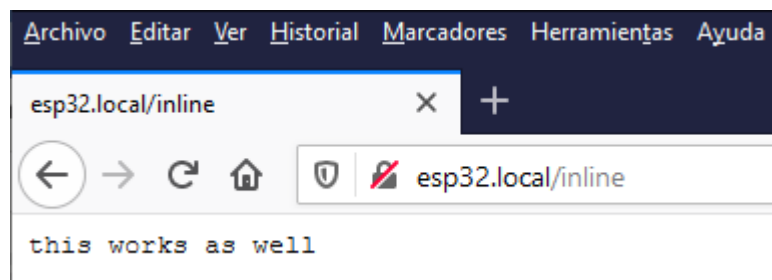 Archivo Editar Ver Historial Marcadores Herramientas Ayuda
esp32.local/inline
esp32.local/inline
this works as well